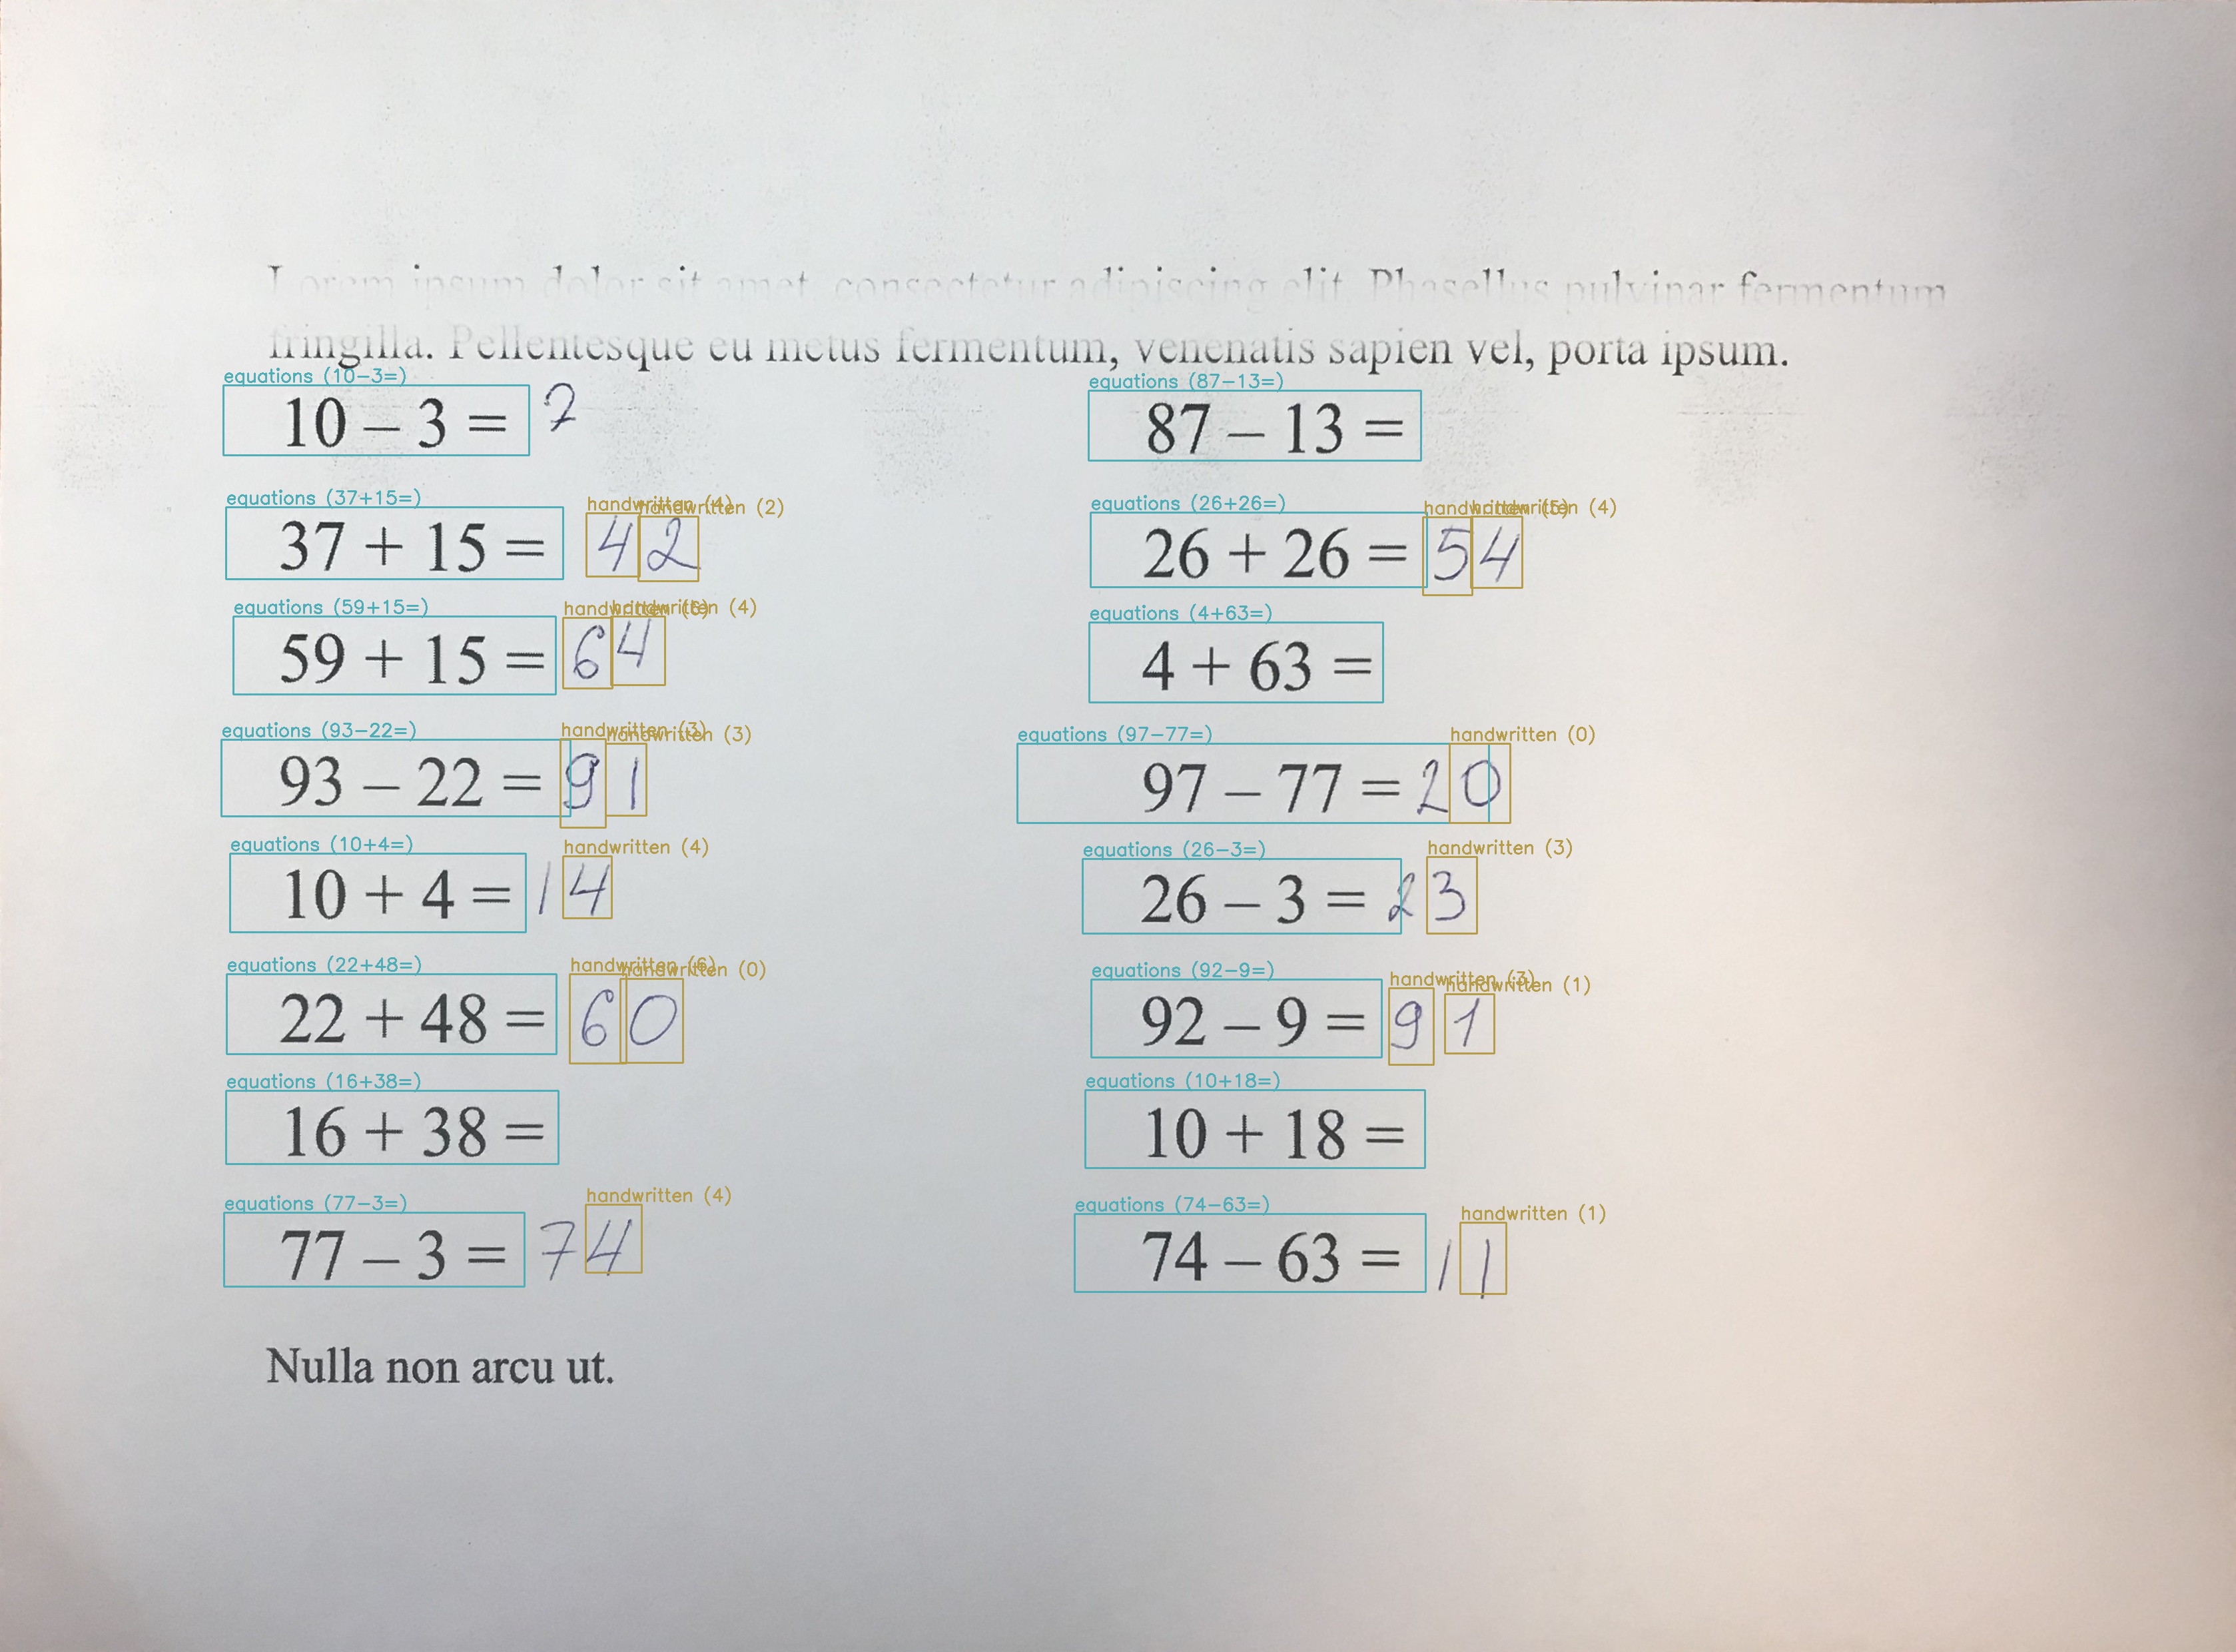 Lorem ipsum dolor sit amet, consectetur adipiscing elit. Phasellus pulvinar fermentum
fringilla. Pellentesque eu metus fermentum, venenatis sapien vel, porta ipsum.
equations (10-3=) equations (87-13=)
10 – 3 = 7 87 – 13 =
equations (37+15=) handwritten (4) handwritten (2) equations (26+26=) handwritten (5) handwritten (4)
37 + 15 = 42 26 + 26 = 54
equations (59+15=) handwritten (6) handwritten (4) equations (4+63=)
59 + 15 = 64 4 + 63 =
equations (93-22=) handwritten (3) handwritten (3) equations (97-77=) handwritten (0)
93 – 22 = 91 97 – 77 = 20
equations (10+4=) handwritten (4) equations (26-3=) handwritten (3)
10 + 4 = 14 26 – 3 = 23
equations (22+48=) handwritten (6) handwritten (0) equations (92-9=) handwritten (3) handwritten (1)
22 + 48 = 60 92 – 9 = 91
equations (16+38=) equations (10+18=)
16 + 38 = 10 + 18 =
equations (77-3=) handwritten (4) equations (74-63=) handwritten (1)
77 – 3 = 74 74 – 63 = 11
Nulla non arcu ut.